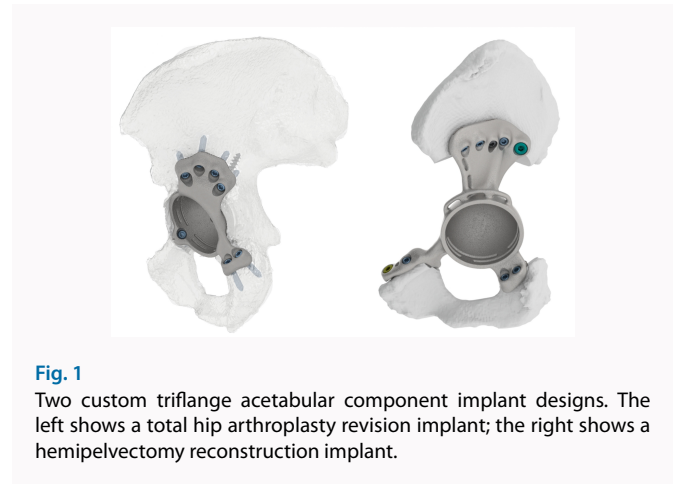 Fig. 1
Two custom triflange acetabular component implant designs. The
left shows a total hip arthroplasty revision implant; the right shows a
hemipelvectomy reconstruction implant.